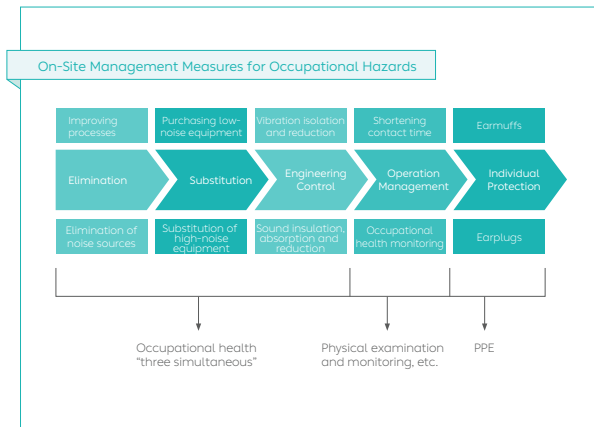 On-Site Management Measures for Occupational Hazards
Improving
processes
Purchasing low-
noise equipment
Vibration isolation
and reduction
Shortening
contact time
Earmuffs
Elimination
Substitution
Engineering
Control
Operation
Management
Individual
Protection
Elimination of
noise sources
Substitution of
high-noise
equipment
Sound insulation,
absorption and
reduction
Occupational
health monitoring
Earplugs
Occupational health
“three simultaneous”
Physical examination
and monitoring, etc.
PPE